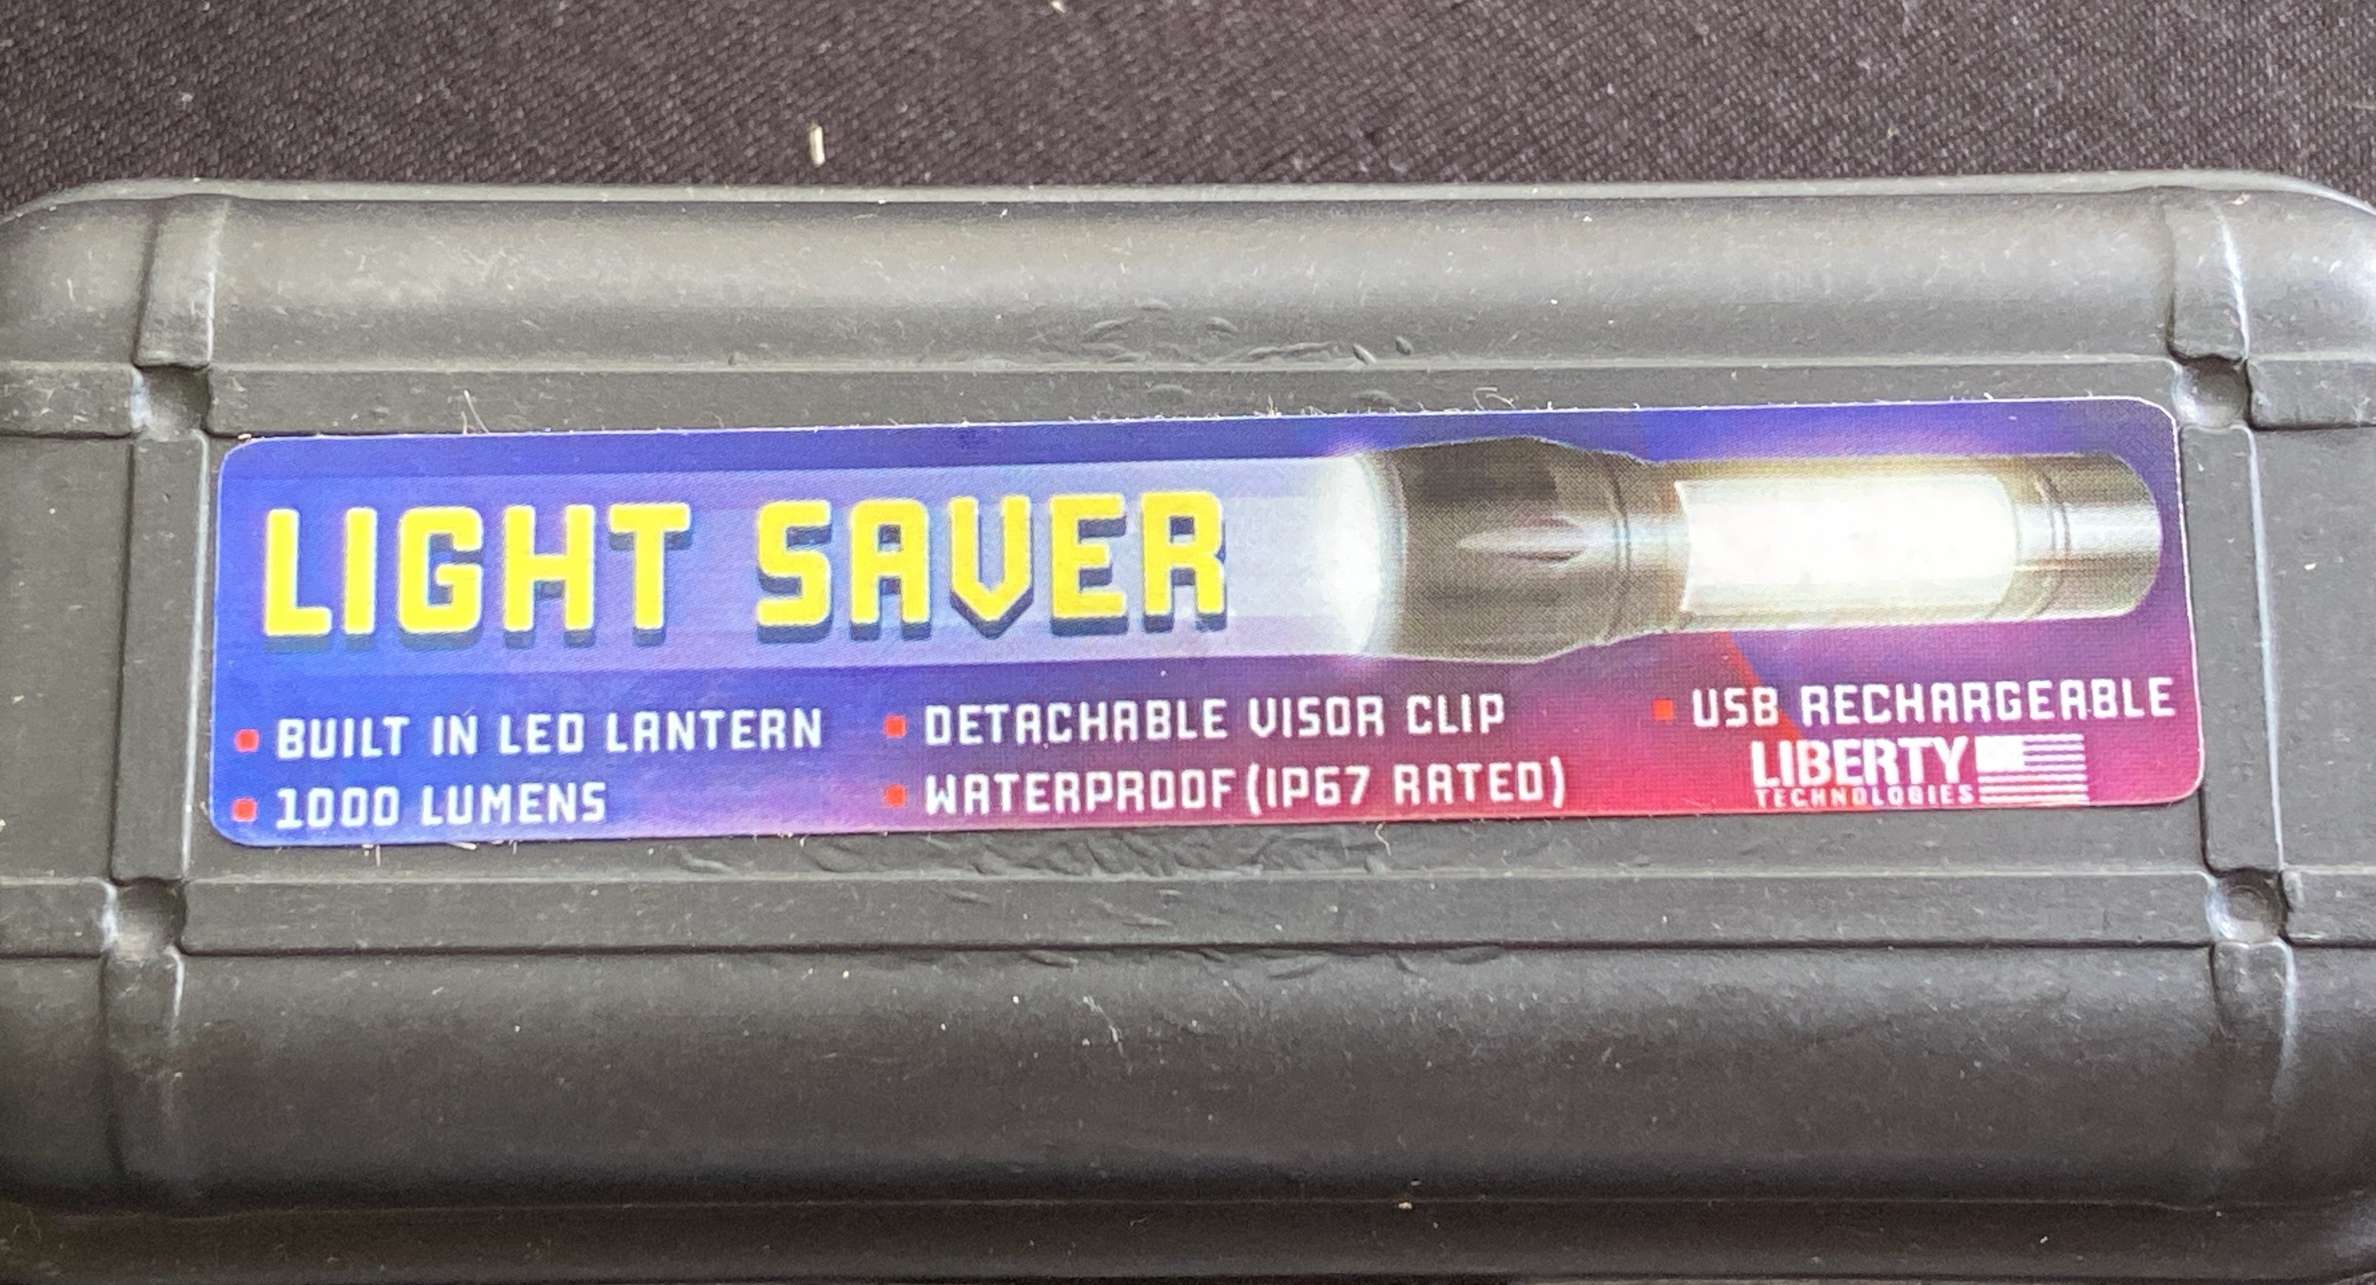 LIGHT SAVER
BUILT IN LED LANTERN
1000 LUMENS
DETACHABLE VISOR CLIP
WATERPROOF (IP67 RATED)
USB RECHARGEABLE
LIBERTY
TECHNOLOGIES